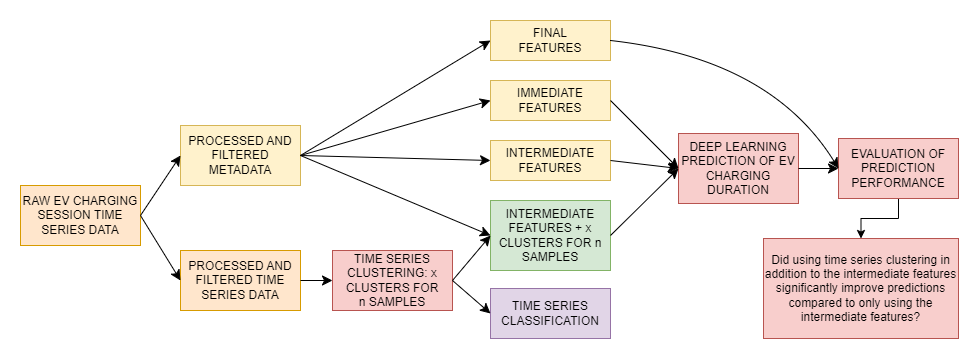 FINAL
FEATURES
IMMEDIATE
FEATURES
PROCESSED AND
FILTERED
METADATA
DEEP LEARNING
PREDICTION OF EV
CHARGING
DURATION
EVALUATION OF
PREDICTION
PERFORMANCE
INTERMEDIATE
FEATURES
RAW EV CHARGING
SESSION TIME
SERIES DATA
INTERMEDIATE
FEATURES + x
CLUSTERS FOR n
SAMPLES
PROCESSED AND
FILTERED TIME
SERIES DATA
TIME SERIES
CLUSTERING: x
CLUSTERS FOR
n SAMPLES
TIME SERIES
CLASSIFICATION
Did using time series clustering in
addition to the intermediate features
significantly improve predictions
compared to only using the
intermediate features?